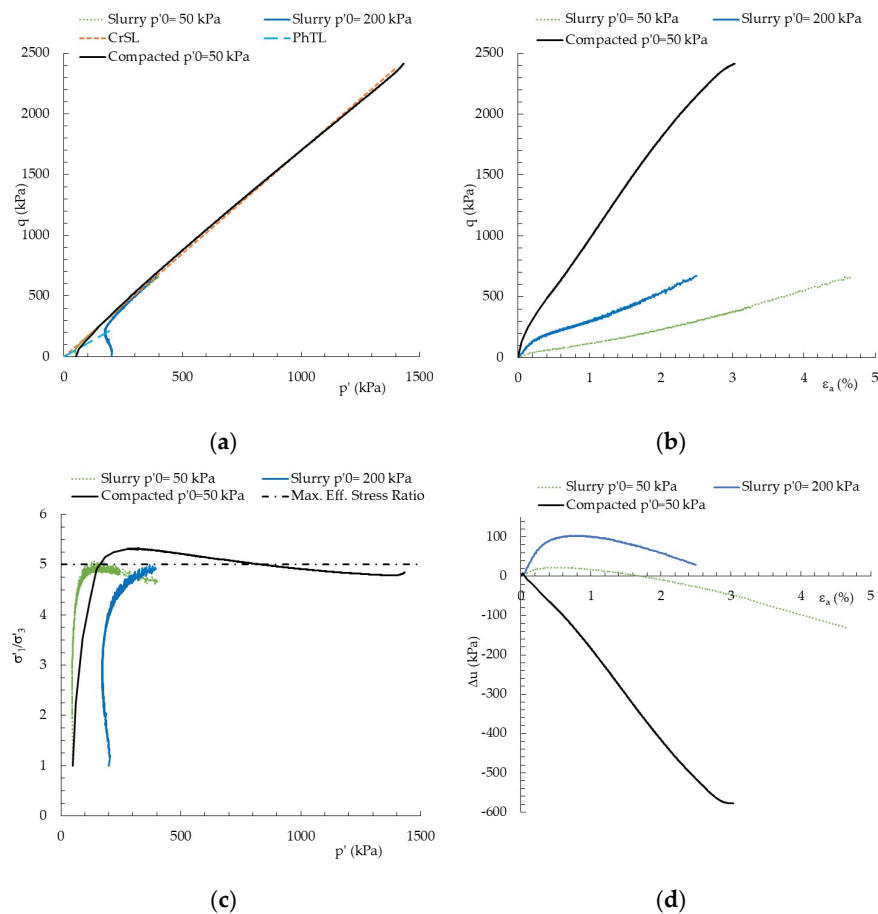 Slurry p'0= 50 kPa
Slurry p'0= 200 kPa
CrSL
PhTL
Compacted p'0=50 kPa
2500
2000
1500
1000
500
0
q (kPa)
0
500
1000
1500
p' (kPa)
(a)
Slurry p'0= 50 kPa
Slurry p'0= 200 kPa
Compacted p'0=50 kPa
2500
2000
1500
1000
500
0
q (kPa)
0
1
2
3
4
5
εa (%)
(b)
Slurry p'0= 50 kPa
Slurry p'0= 200 kPa
Compacted p'0=50 kPa
Max. Eff. Stress Ratio
6
5
4
3
2
1
0
σ'1/σ'3
0
500
1000
1500
p' (kPa)
(c)
Slurry p'0= 50 kPa
Slurry p'0= 200 kPa
Compacted p'0=50 kPa
100
0
-100
-200
-300
-400
-500
-600
Δu (kPa)
0
1
2
3
4
5
εa (%)
(d)